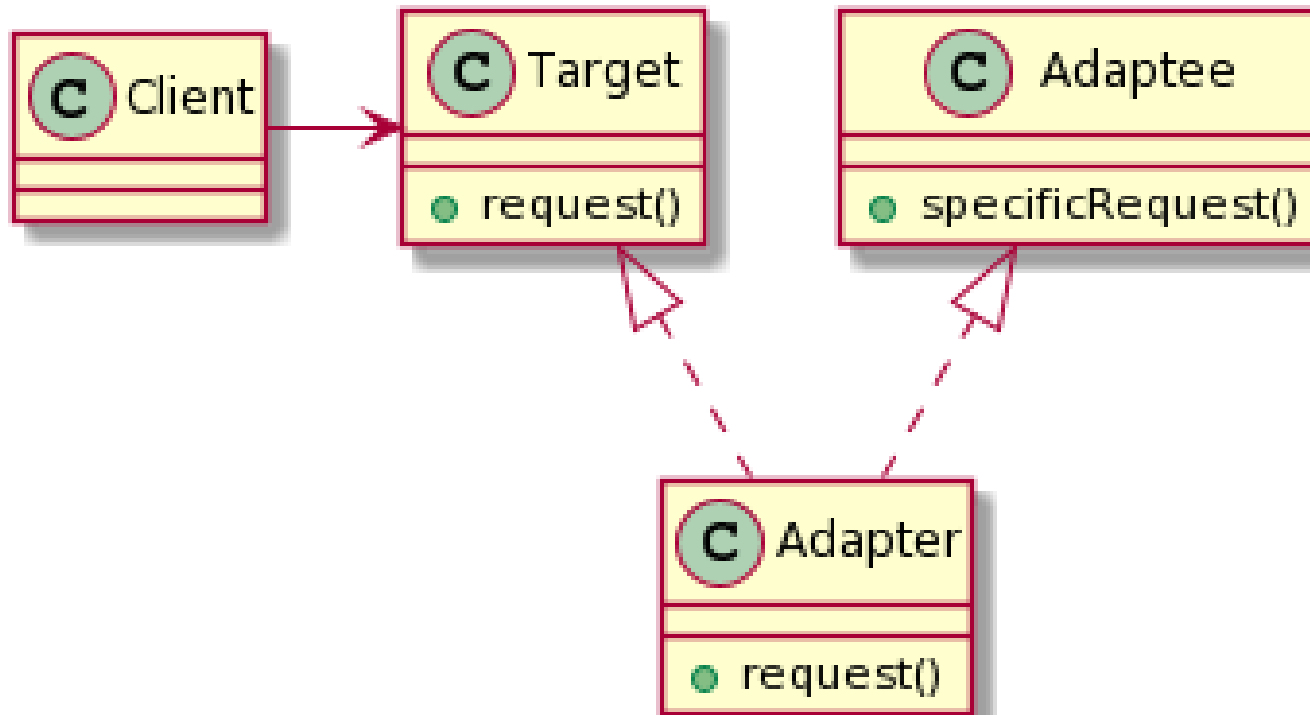 C Client
C Target
request()
C Adaptee
specificRequest()
C Adapter
request()